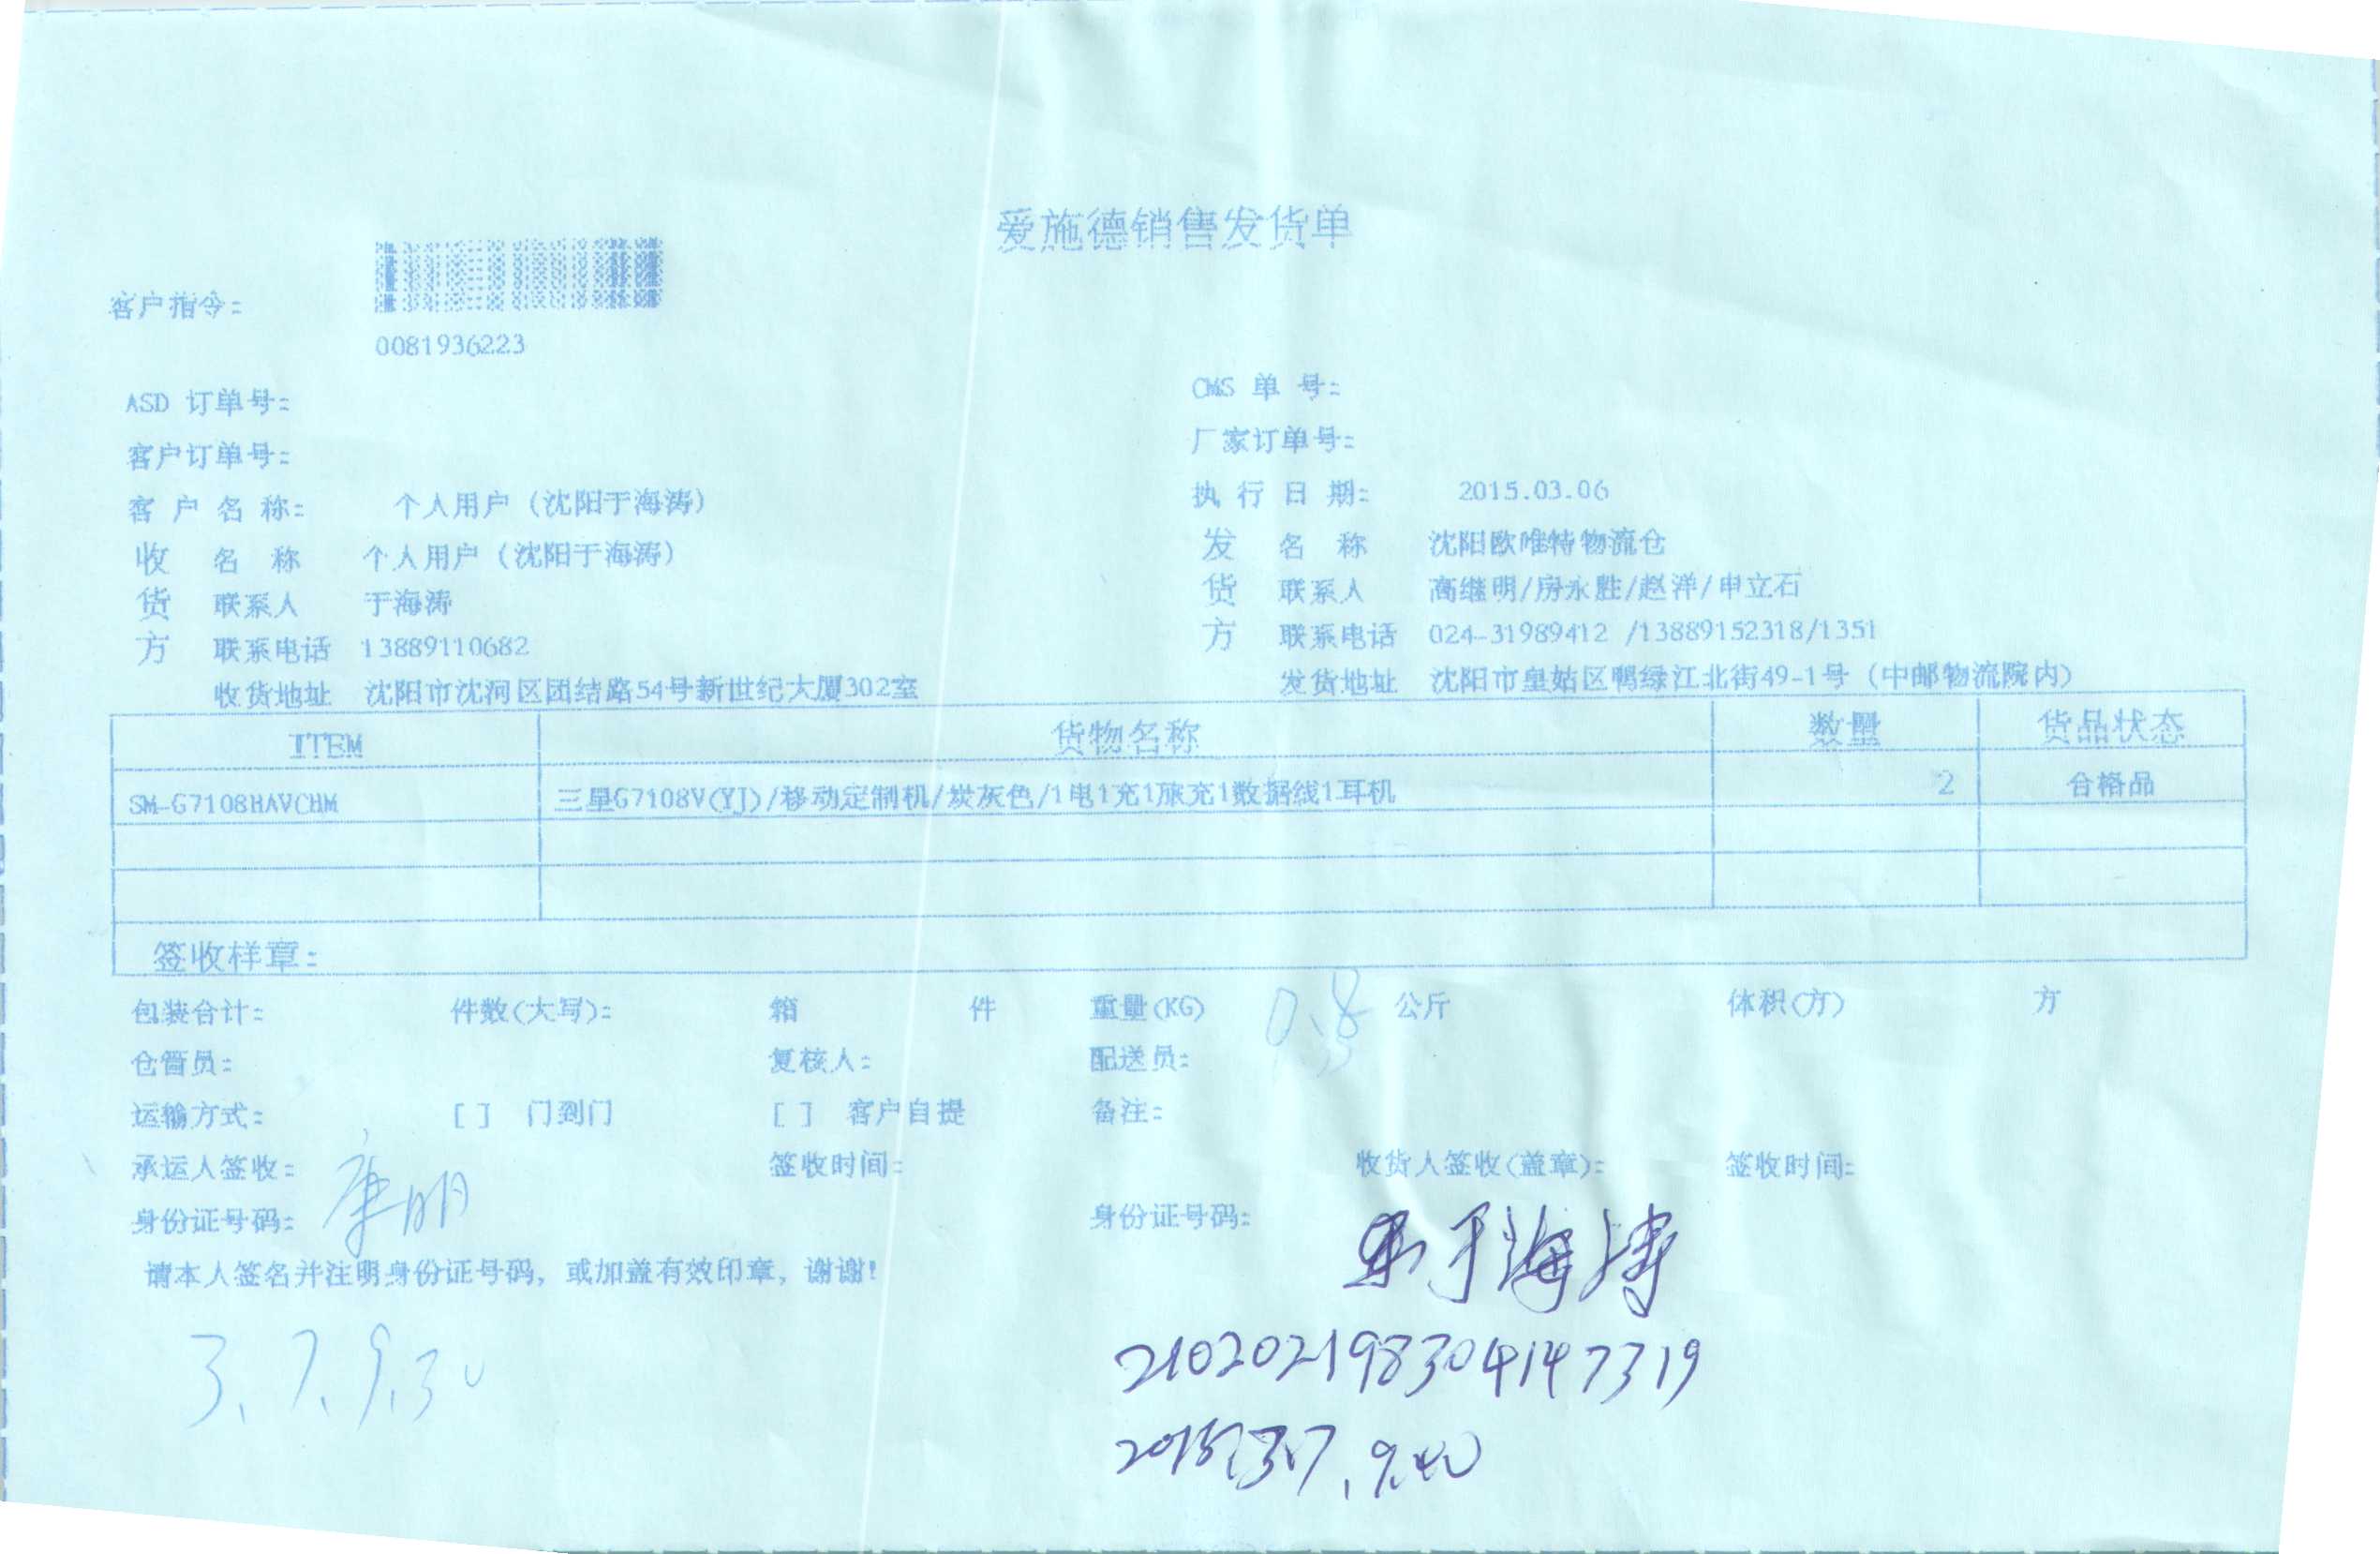 爱施德销售发货单
客户指令:
0081936223
ASD 订单号:
CMS 单 号:
客户订单号:
厂家订单号:
客 户 名 称: 个人用户（沈阳于海涛）
执 行 日 期: 2015.03.06
收 名 称 个人用户（沈阳于海涛）
发 名 称 沈阳欧唯特物流仓
货 联系人 于海涛
货 联系人 高继明/房永胜/赵洋/申立石
方 联系电话 13889110682
方 联系电话 024-31989412 /13889152318/1351
收货地址 沈阳市沈河区团结路54号新世纪大厦302室
发货地址 沈阳市皇姑区鸭绿江北街49-1号（中邮物流院内）
ITEM 货物名称 数量 货品状态
SM-G7108HAVCHM 三星G7108V(YJ)/移动定制机/炭灰色/1电1充1旅充1数据线1耳机 2 合格品
签收样章:
包装合计: 件数(大写): 箱 件 重量(KG) 0.8 公斤 体积(方) 方
仓管员: 复核人: 配送员:
运输方式: [ ] 门到门 [ ] 客户自提 备注:
承运人签收: 康明 签收时间: 收货人签收(盖章): 签收时间:
身份证号码: 身份证号码: 于海涛
请本人签名并注明身份证号码, 或加盖有效印章, 谢谢!
3.7.9.30
210202198304147319
2015.3.7.9:40